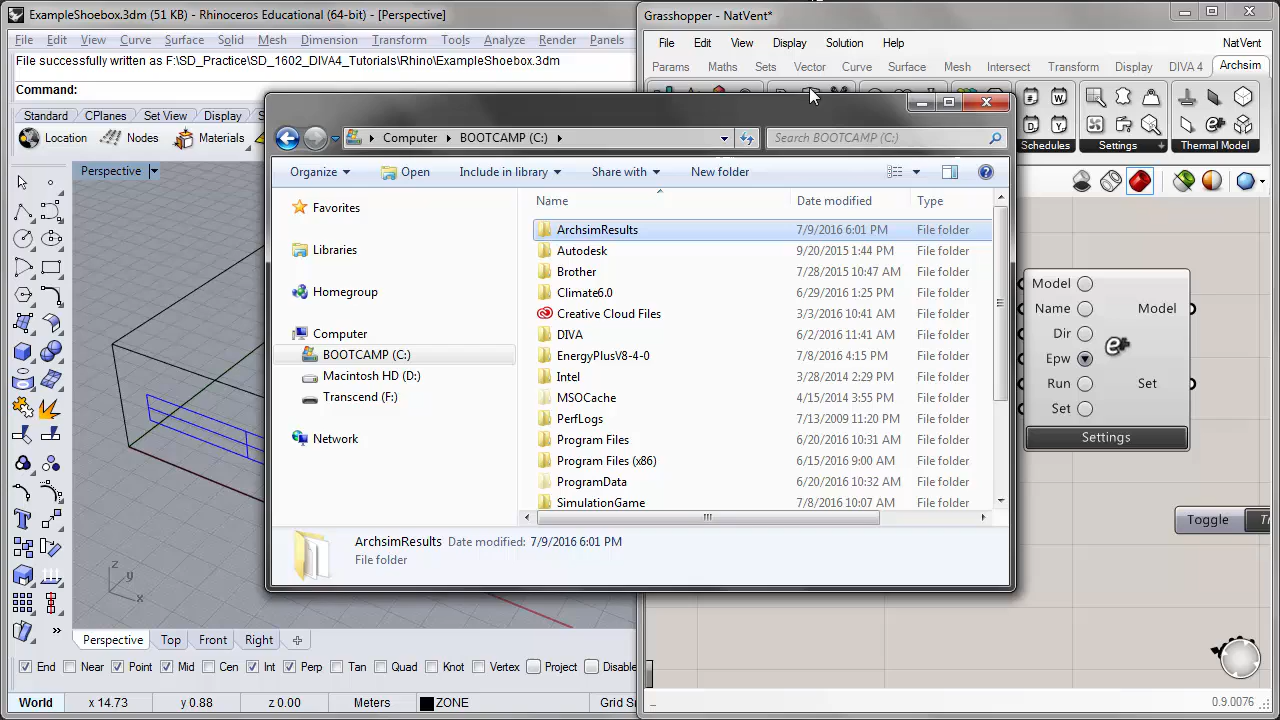 ExampleShoebox.3dm (51 KB) - Rhinoceros Educational (64-bit) - [Perspective]
File Edit View Curve Surface Solid Mesh Dimension Transform Tools Analyze Render Panels
File successfully written as F:\SD_Practice\SD_1602_DIVA4_Tutorials\Rhino\ExampleShoebox.3dm
Command:
Standard CPlanes Set View Display
Location Nodes Materials
Perspective
Grasshopper - NatVent*
File Edit View Display Solution Help NatVent
Params Maths Sets Vector Curve Surface Mesh Intersect Transform Display DIVA 4 Archsim
Schedules Settings Thermal Model
Computer BOOTCAMP (C:) Search BOOTCAMP (C:)
Organize Open Include in library Share with New folder
Favorites
Libraries
Homegroup
Computer
BOOTCAMP (C:)
Macintosh HD (D:)
Transcend (F:)
Network
Name Date modified Type
ArchsimResults 7/9/2016 6:01 PM File folder
Autodesk 9/20/2015 1:44 PM File folder
Brother 7/28/2015 10:47 AM File folder
Climate6.0 6/29/2016 1:25 PM File folder
Creative Cloud Files 3/3/2016 10:41 AM File folder
DIVA 6/2/2016 11:41 AM File folder
EnergyPlusV8-4-0 7/8/2016 4:15 PM File folder
Intel 3/28/2014 2:29 PM File folder
MSOCache 4/15/2014 3:55 PM File folder
PerfLogs 7/13/2009 11:20 PM File folder
Program Files 6/20/2016 10:31 AM File folder
Program Files (x86) 6/15/2016 9:00 AM File folder
ProgramData 6/20/2016 10:32 AM File folder
SimulationGame 7/8/2016 10:07 AM File folder
ArchsimResults Date modified: 7/9/2016 6:01 PM
File folder
Model
Name Model
Dir
Epw
Run Set
Set
Settings
Toggle
z
y
x
Perspective Top Front Right
End Near Point Mid Cen Int Perp Tan Quad Knot Vertex Project Disable
World x 14.73 y 0.88 z 0.00 Meters ZONE Grid
0.9.0076